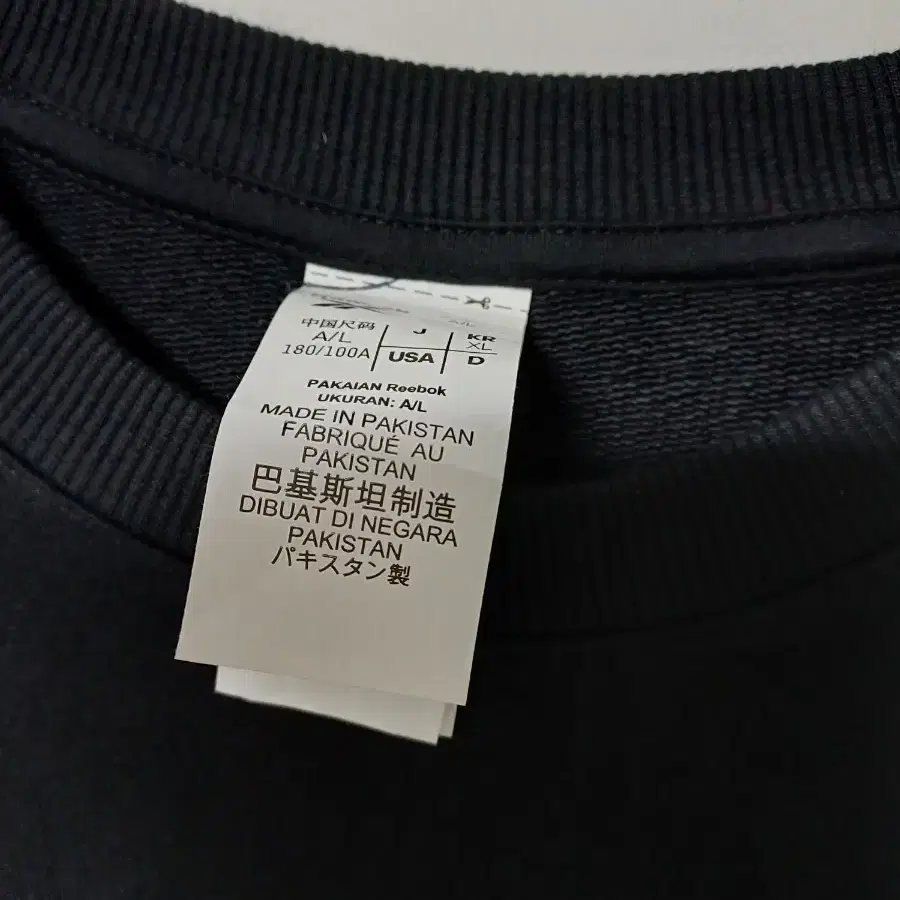 中国尺码
A/L
180/100A
J
USA
KR
XL
D
PAKAIAN Reebok
UKURAN: A/L
MADE IN PAKISTAN
FABRIQUÉ AU
PAKISTAN
巴基斯坦制造
DIBUAT DI NEGARA
PAKISTAN
パキスタン製